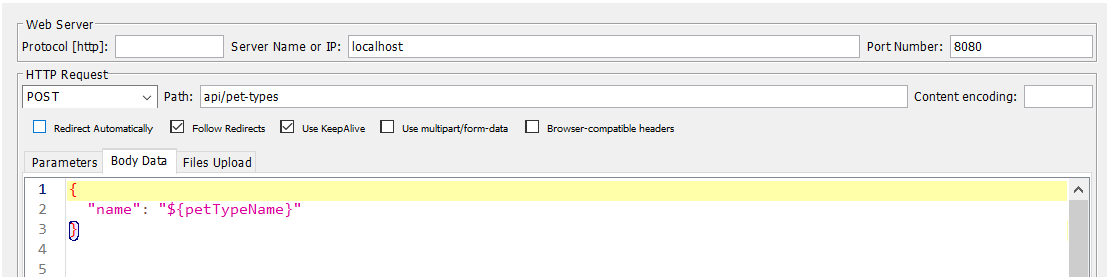 Web Server
Protocol [http]: Server Name or IP: localhost Port Number: 8080
HTTP Request
POST Path: api/pet-types Content encoding:
Redirect Automatically Follow Redirects Use KeepAlive Use multipart/form-data Browser-compatible headers
Parameters Body Data Files Upload
1 {
2 "name": "${petTypeName}"
3 }
4
5